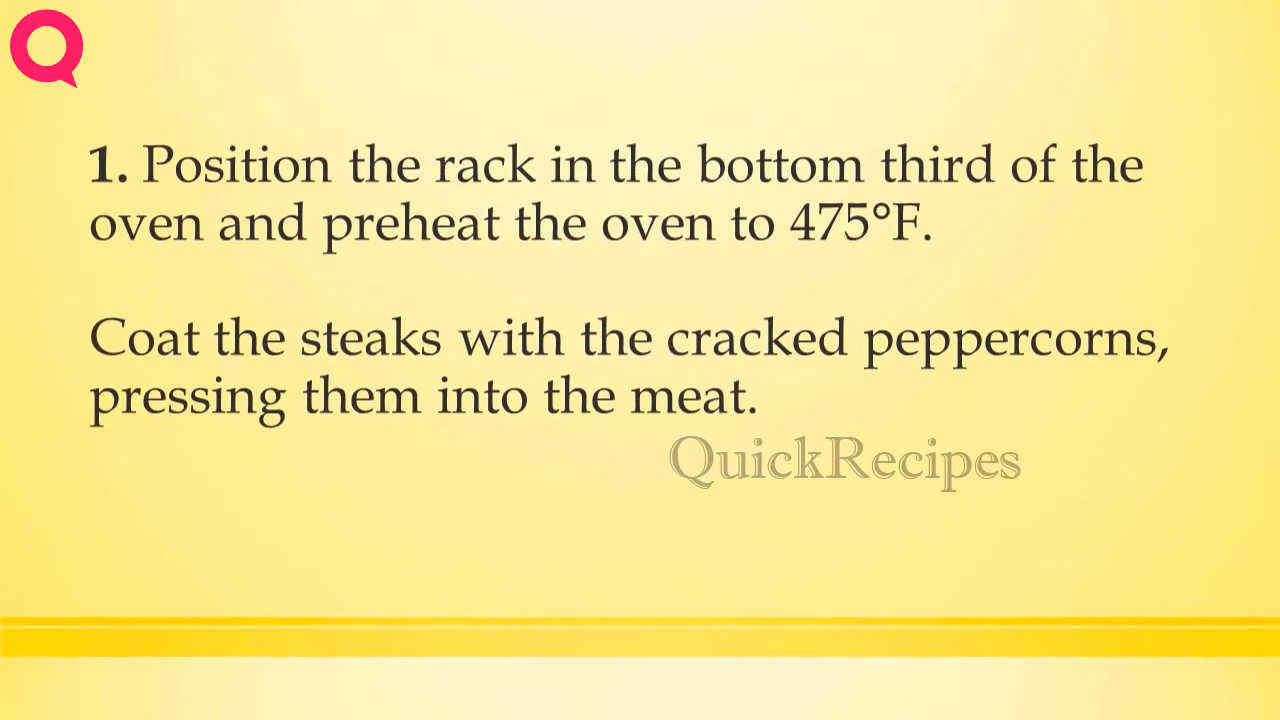 1. Position the rack in the bottom third of the
oven and preheat the oven to 475°F.
Coat the steaks with the cracked peppercorns,
pressing them into the meat.
QuickRecipes